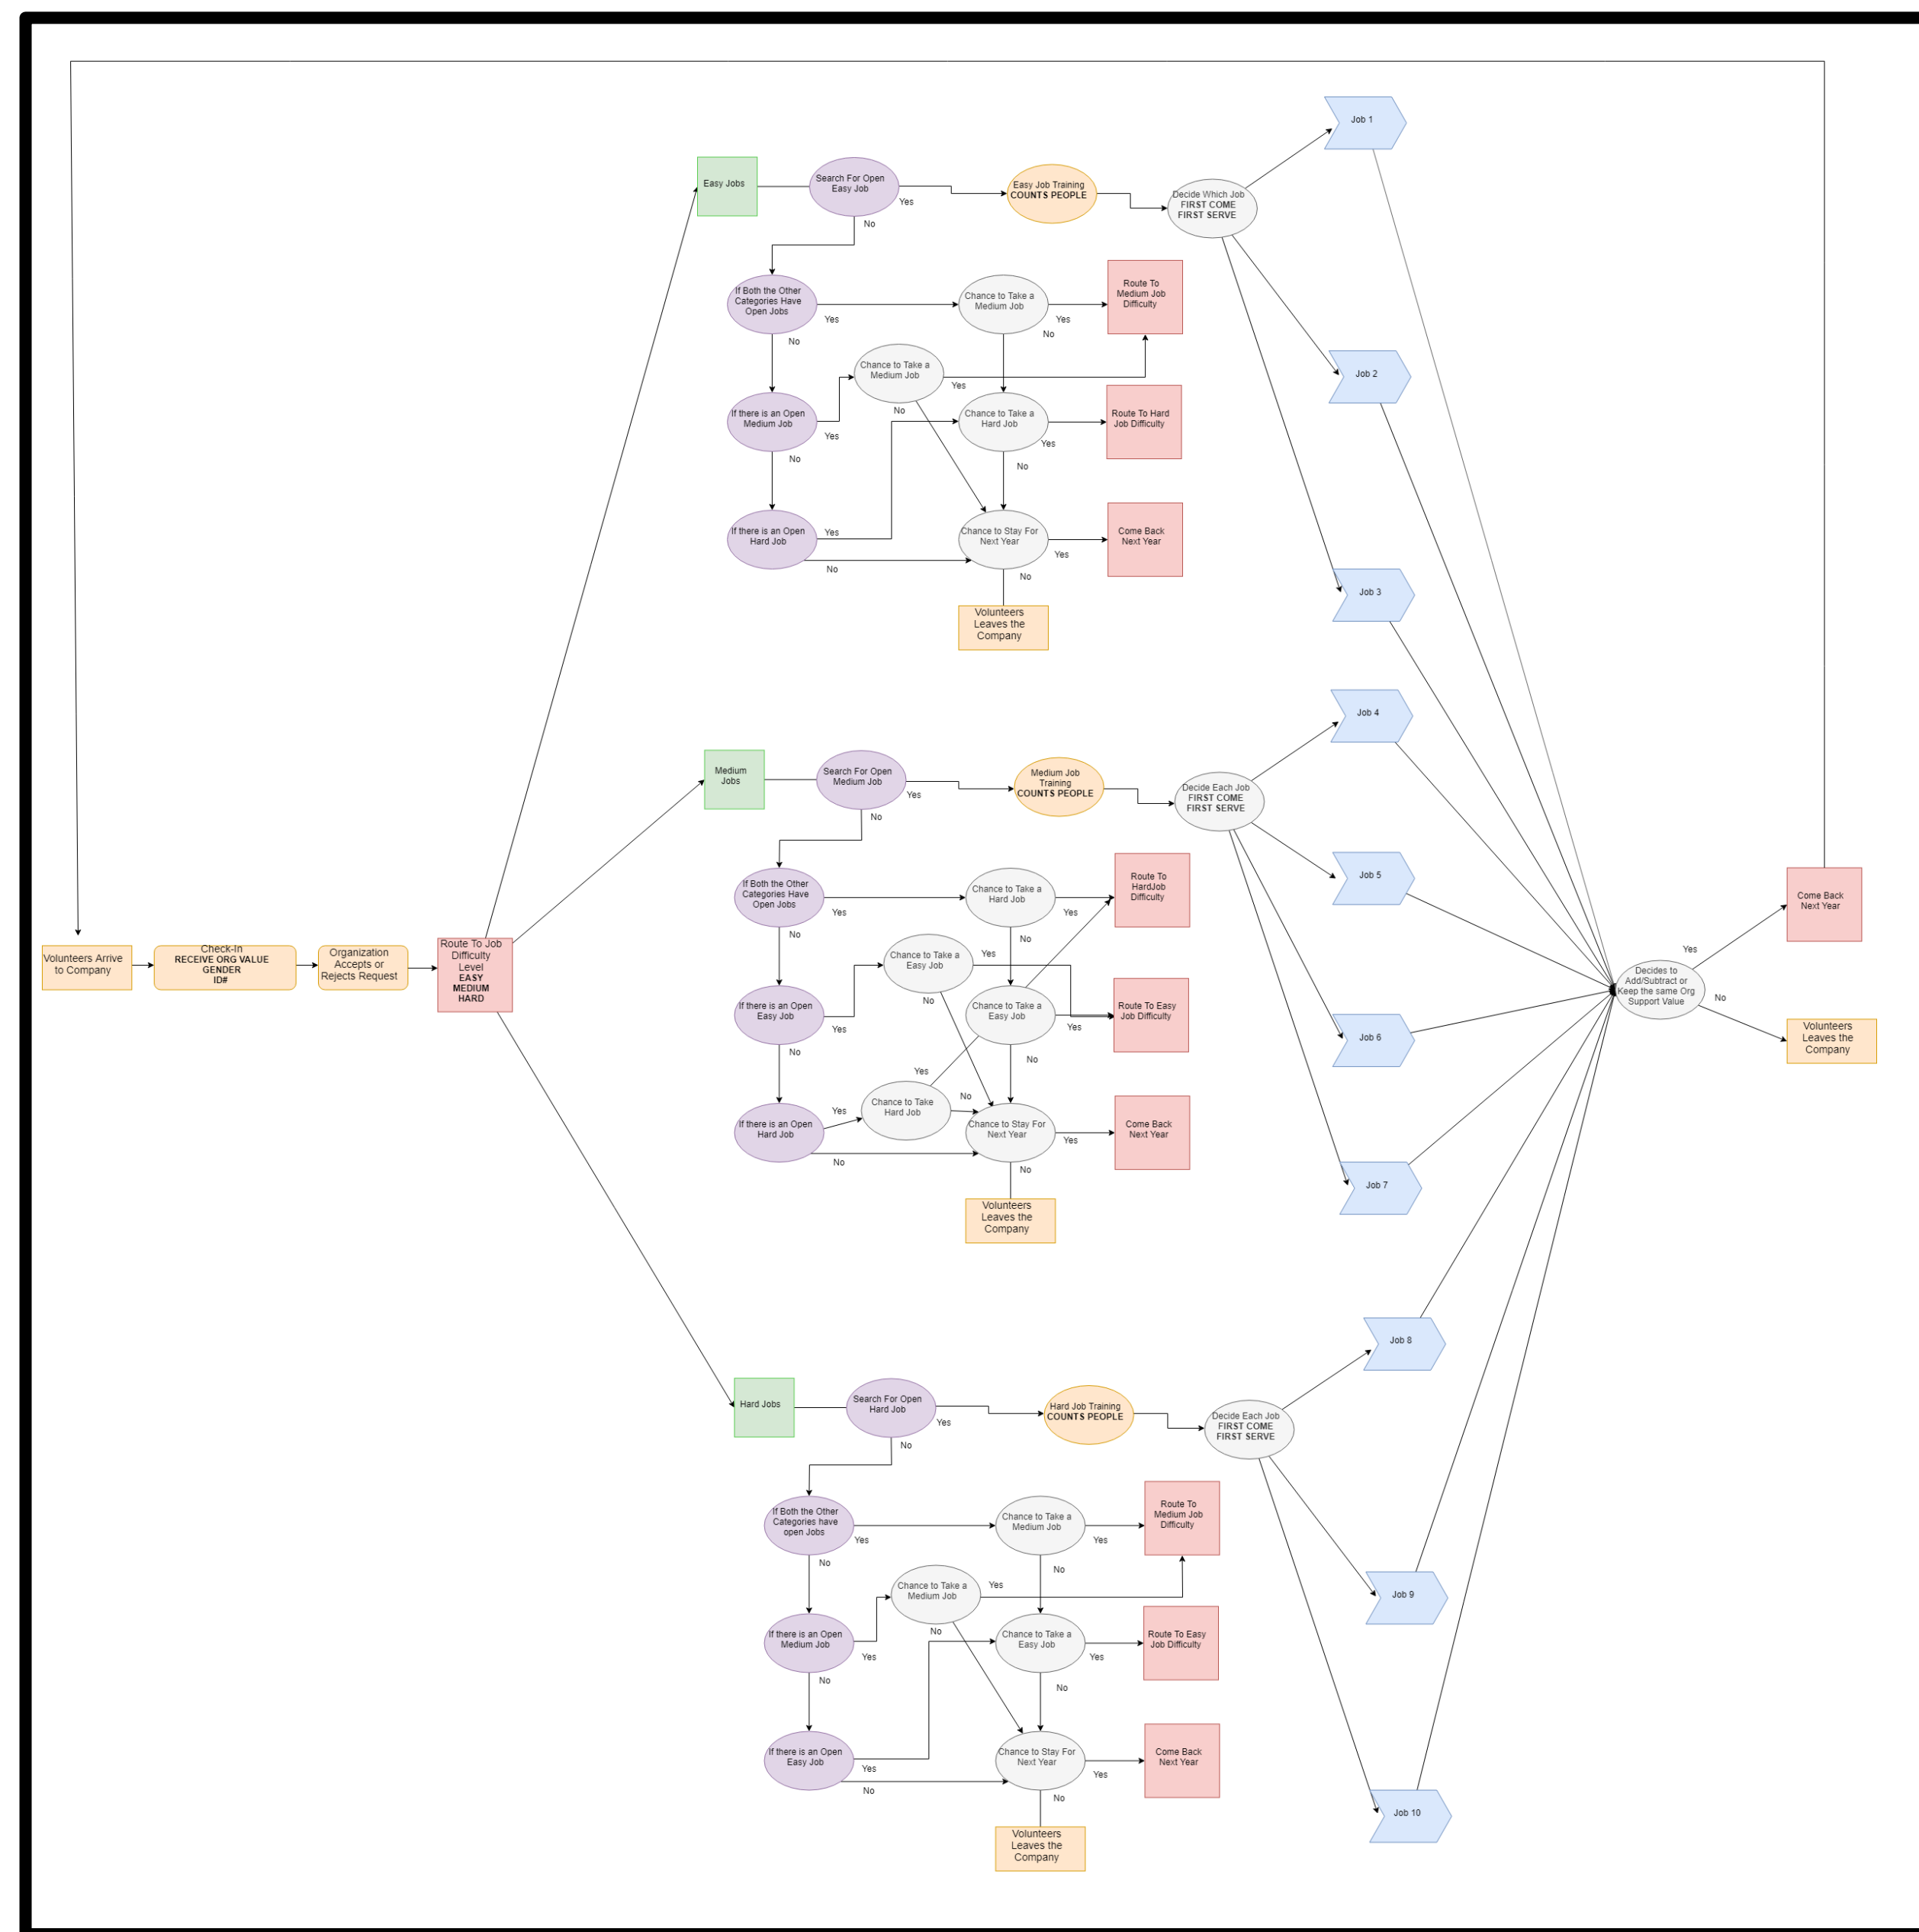 Volunteers Arrive
to Company
Check-In
RECEIVE ORG VALUE
GENDER
ID#
Organization
Accepts or
Rejects Request
Route To Job
Difficulty
Level
EASY
MEDIUM
HARD
Easy Jobs
Search For Open
Easy Job
Yes
No
Easy Job Training
COUNTS PEOPLE
Decide Which Job
FIRST COME
FIRST SERVE
Job 1
Job 2
Job 3
If Both the Other
Categories Have
Open Jobs
Yes
No
Chance to Take a
Medium Job
Yes
No
Route To
Medium Job
Difficulty
Chance to Take a
Medium Job
Yes
No
If there is an Open
Medium Job
Yes
No
Chance to Take a
Hard Job
Yes
No
Route To Hard
Job Difficulty
If there is an Open
Hard Job
Yes
No
Chance to Stay For
Next Year
Yes
No
Come Back
Next Year
Volunteers
Leaves the
Company
Medium
Jobs
Search For Open
Medium Job
Yes
No
Medium Job
Training
COUNTS PEOPLE
Decide Each Job
FIRST COME
FIRST SERVE
Job 4
Job 5
Job 6
Job 7
If Both the Other
Categories Have
Open Jobs
Yes
No
Chance to Take a
Hard Job
Yes
No
Route To
HardJob
Difficulty
Chance to Take a
Easy Job
Yes
No
If there is an Open
Easy Job
Yes
No
Chance to Take a
Easy Job
Yes
No
Route To Easy
Job Difficulty
If there is an Open
Hard Job
Yes
No
Chance to Take
Hard Job
Yes
No
Chance to Stay For
Next Year
Yes
No
Come Back
Next Year
Volunteers
Leaves the
Company
Hard Jobs
Search For Open
Hard Job
Yes
No
Hard Job Training
COUNTS PEOPLE
Decide Each Job
FIRST COME
FIRST SERVE
Job 8
Job 9
Job 10
If Both the Other
Categories have
open Jobs
Yes
No
Chance to Take a
Medium Job
Yes
No
Route To
Medium Job
Difficulty
Chance to Take a
Medium Job
Yes
No
If there is an Open
Medium Job
Yes
No
Chance to Take a
Easy Job
Yes
No
Route To Easy
Job Difficulty
If there is an Open
Easy Job
Yes
No
Chance to Stay For
Next Year
Yes
No
Come Back
Next Year
Volunteers
Leaves the
Company
Decides to
Add/Subtract or
Keep the same Org
Support Value
Yes
No
Come Back
Next Year
Volunteers
Leaves the
Company